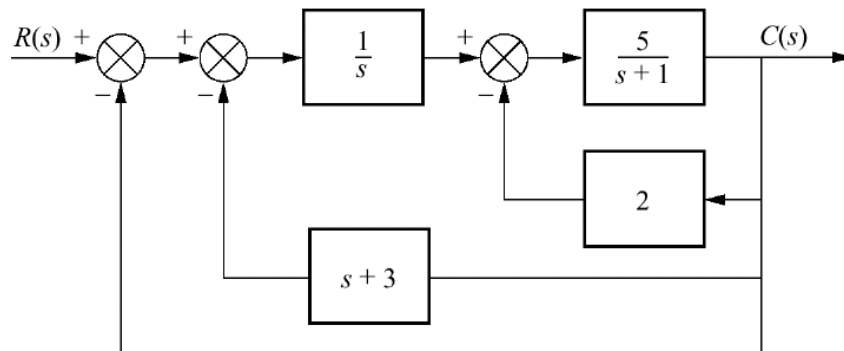 R(s)
+
−
+
−
1
s
+
−
5
s + 1
C(s)
2
s + 3